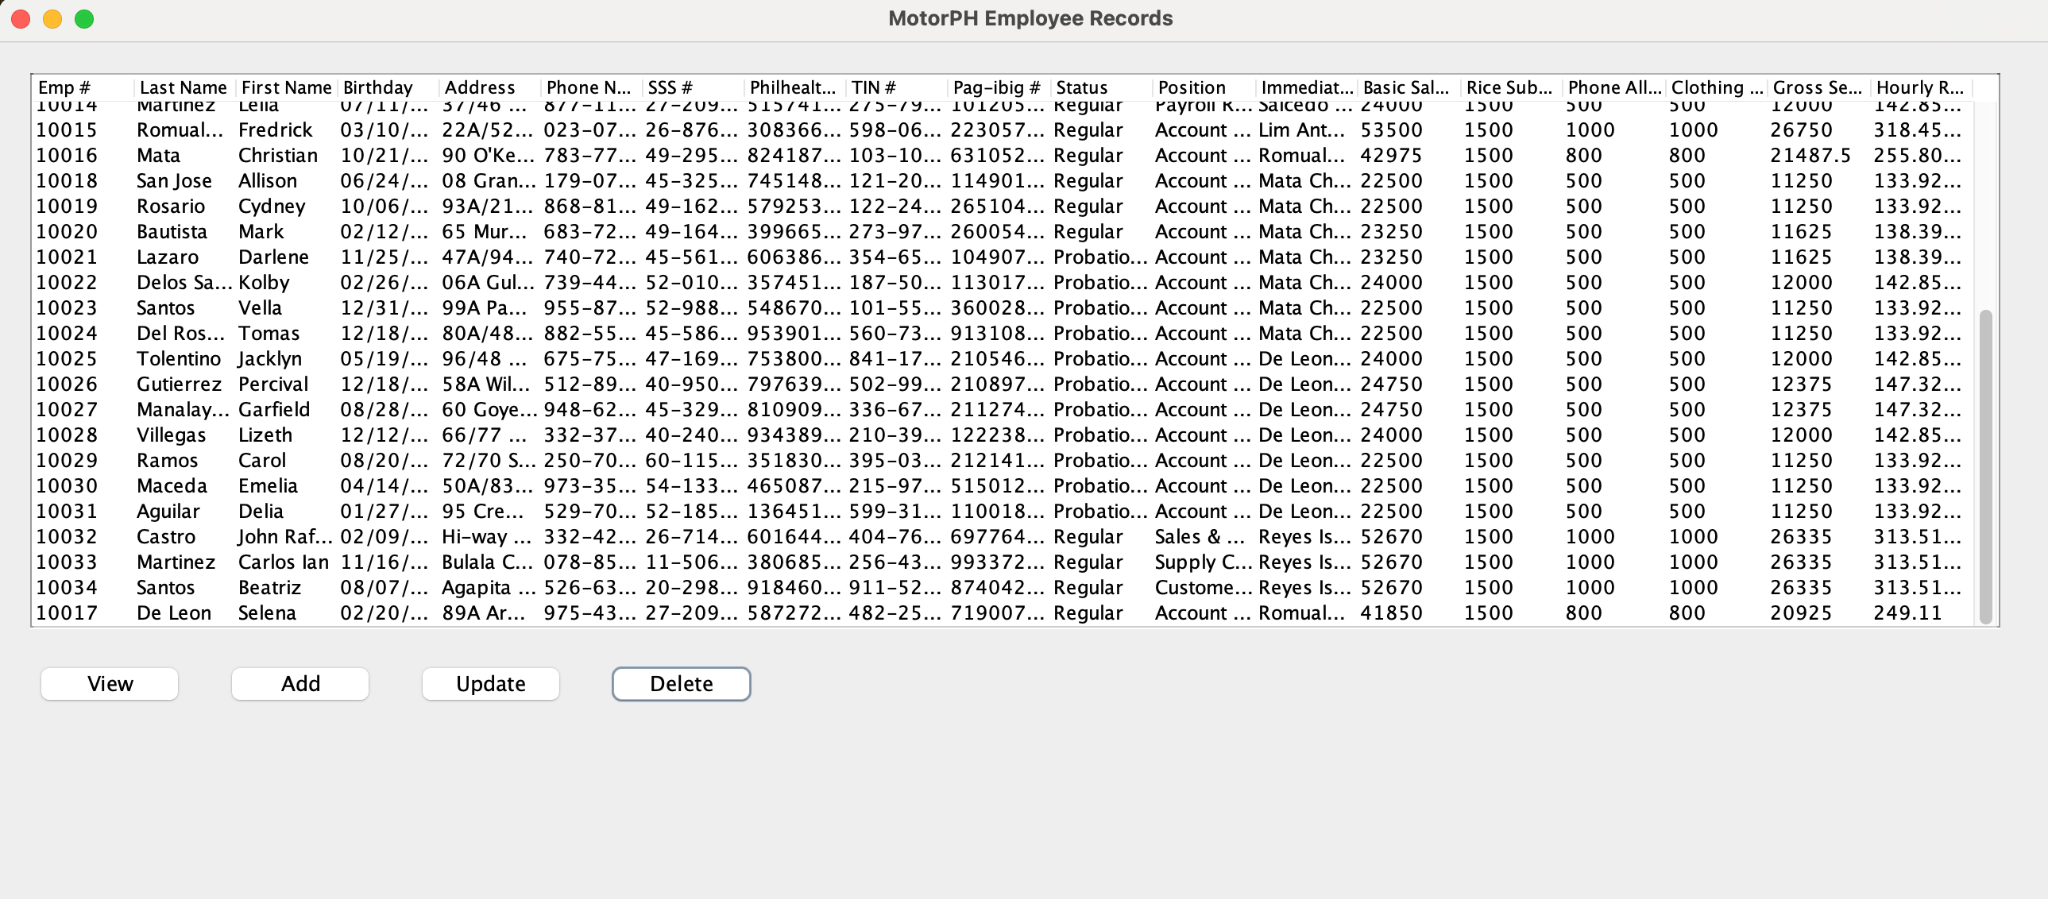 MotorPH Employee Records
Emp # Last Name First Name Birthday Address Phone N... SSS # Philhealt... TIN # Pag-ibig # Status Position Immediat... Basic Sal... Rice Sub... Phone All... Clothing ... Gross Se... Hourly R...
10014 Martinez Leila 07/11/... 37/46 ... 877-11... 27-209... 515741... 275-79... 101205... Regular Payroll R... Salcedo ... 24000 1500 500 500 12000 142.85...
10015 Romual... Fredrick 03/10/... 22A/52... 023-07... 26-876... 308366... 598-06... 223057... Regular Account ... Lim Ant... 53500 1500 1000 1000 26750 318.45...
10016 Mata Christian 10/21/... 90 O'Ke... 783-77... 49-295... 824187... 103-10... 631052... Regular Account ... Romual... 42975 1500 800 800 21487.5 255.80...
10018 San Jose Allison 06/24/... 08 Gran... 179-07... 45-325... 745148... 121-20... 114901... Regular Account ... Mata Ch... 22500 1500 500 500 11250 133.92...
10019 Rosario Cydney 10/06/... 93A/21... 868-81... 49-162... 579253... 122-24... 265104... Regular Account ... Mata Ch... 22500 1500 500 500 11250 133.92...
10020 Bautista Mark 02/12/... 65 Mur... 683-72... 49-164... 399665... 273-97... 260054... Regular Account ... Mata Ch... 23250 1500 500 500 11625 138.39...
10021 Lazaro Darlene 11/25/... 47A/94... 740-72... 45-561... 606386... 354-65... 104907... Probatio... Account ... Mata Ch... 23250 1500 500 500 11625 138.39...
10022 Delos Sa... Kolby 02/26/... 06A Gul... 739-44... 52-010... 357451... 187-50... 113017... Probatio... Account ... Mata Ch... 24000 1500 500 500 12000 142.85...
10023 Santos Vella 12/31/... 99A Pa... 955-87... 52-988... 548670... 101-55... 360028... Probatio... Account ... Mata Ch... 22500 1500 500 500 11250 133.92...
10024 Del Ros... Tomas 12/18/... 80A/48... 882-55... 45-586... 953901... 560-73... 913108... Probatio... Account ... Mata Ch... 22500 1500 500 500 11250 133.92...
10025 Tolentino Jacklyn 05/19/... 96/48 ... 675-75... 47-169... 753800... 841-17... 210546... Probatio... Account ... De Leon... 24000 1500 500 500 12000 142.85...
10026 Gutierrez Percival 12/18/... 58A Wil... 512-89... 40-950... 797639... 502-99... 210897... Probatio... Account ... De Leon... 24750 1500 500 500 12375 147.32...
10027 Manalay... Garfield 08/28/... 60 Goye... 948-62... 45-329... 810909... 336-67... 211274... Probatio... Account ... De Leon... 24750 1500 500 500 12375 147.32...
10028 Villegas Lizeth 12/12/... 66/77 ... 332-37... 40-240... 934389... 210-39... 122238... Probatio... Account ... De Leon... 24000 1500 500 500 12000 142.85...
10029 Ramos Carol 08/20/... 72/70 S... 250-70... 60-115... 351830... 395-03... 212141... Probatio... Account ... De Leon... 22500 1500 500 500 11250 133.92...
10030 Maceda Emelia 04/14/... 50A/83... 973-35... 54-133... 465087... 215-97... 515012... Probatio... Account ... De Leon... 22500 1500 500 500 11250 133.92...
10031 Aguilar Delia 01/27/... 95 Cre... 529-70... 52-185... 136451... 599-31... 110018... Probatio... Account ... De Leon... 22500 1500 500 500 11250 133.92...
10032 Castro John Raf... 02/09/... Hi-way ... 332-42... 26-714... 601644... 404-76... 697764... Regular Sales & ... Reyes Is... 52670 1500 1000 1000 26335 313.51...
10033 Martinez Carlos Ian 11/16/... Bulala C... 078-85... 11-506... 380685... 256-43... 993372... Regular Supply C... Reyes Is... 52670 1500 1000 1000 26335 313.51...
10034 Santos Beatriz 08/07/... Agapita ... 526-63... 20-298... 918460... 911-52... 874042... Regular Custome... Reyes Is... 52670 1500 1000 1000 26335 313.51...
10017 De Leon Selena 02/20/... 89A Ar... 975-43... 27-209... 587272... 482-25... 719007... Regular Account ... Romual... 41850 1500 800 800 20925 249.11
View Add Update Delete